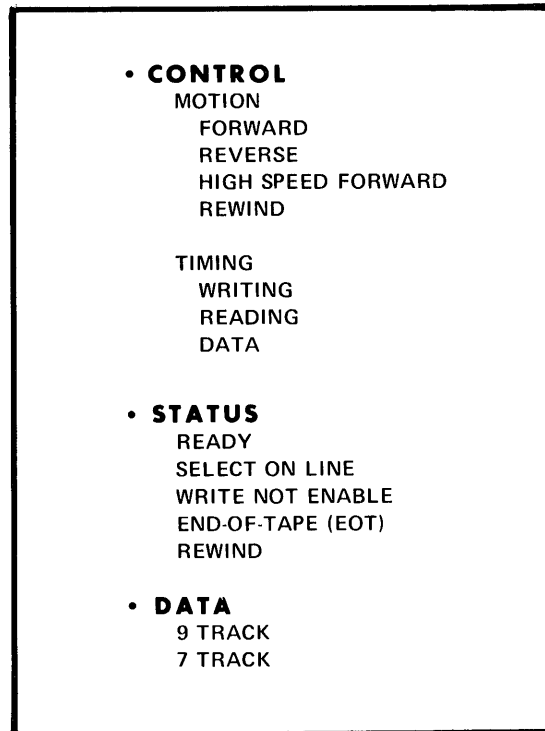 • CONTROL
MOTION
FORWARD
REVERSE
HIGH SPEED FORWARD
REWIND
TIMING
WRITING
READING
DATA
• STATUS
READY
SELECT ON LINE
WRITE NOT ENABLE
END-OF-TAPE (EOT)
REWIND
• DATA
9 TRACK
7 TRACK